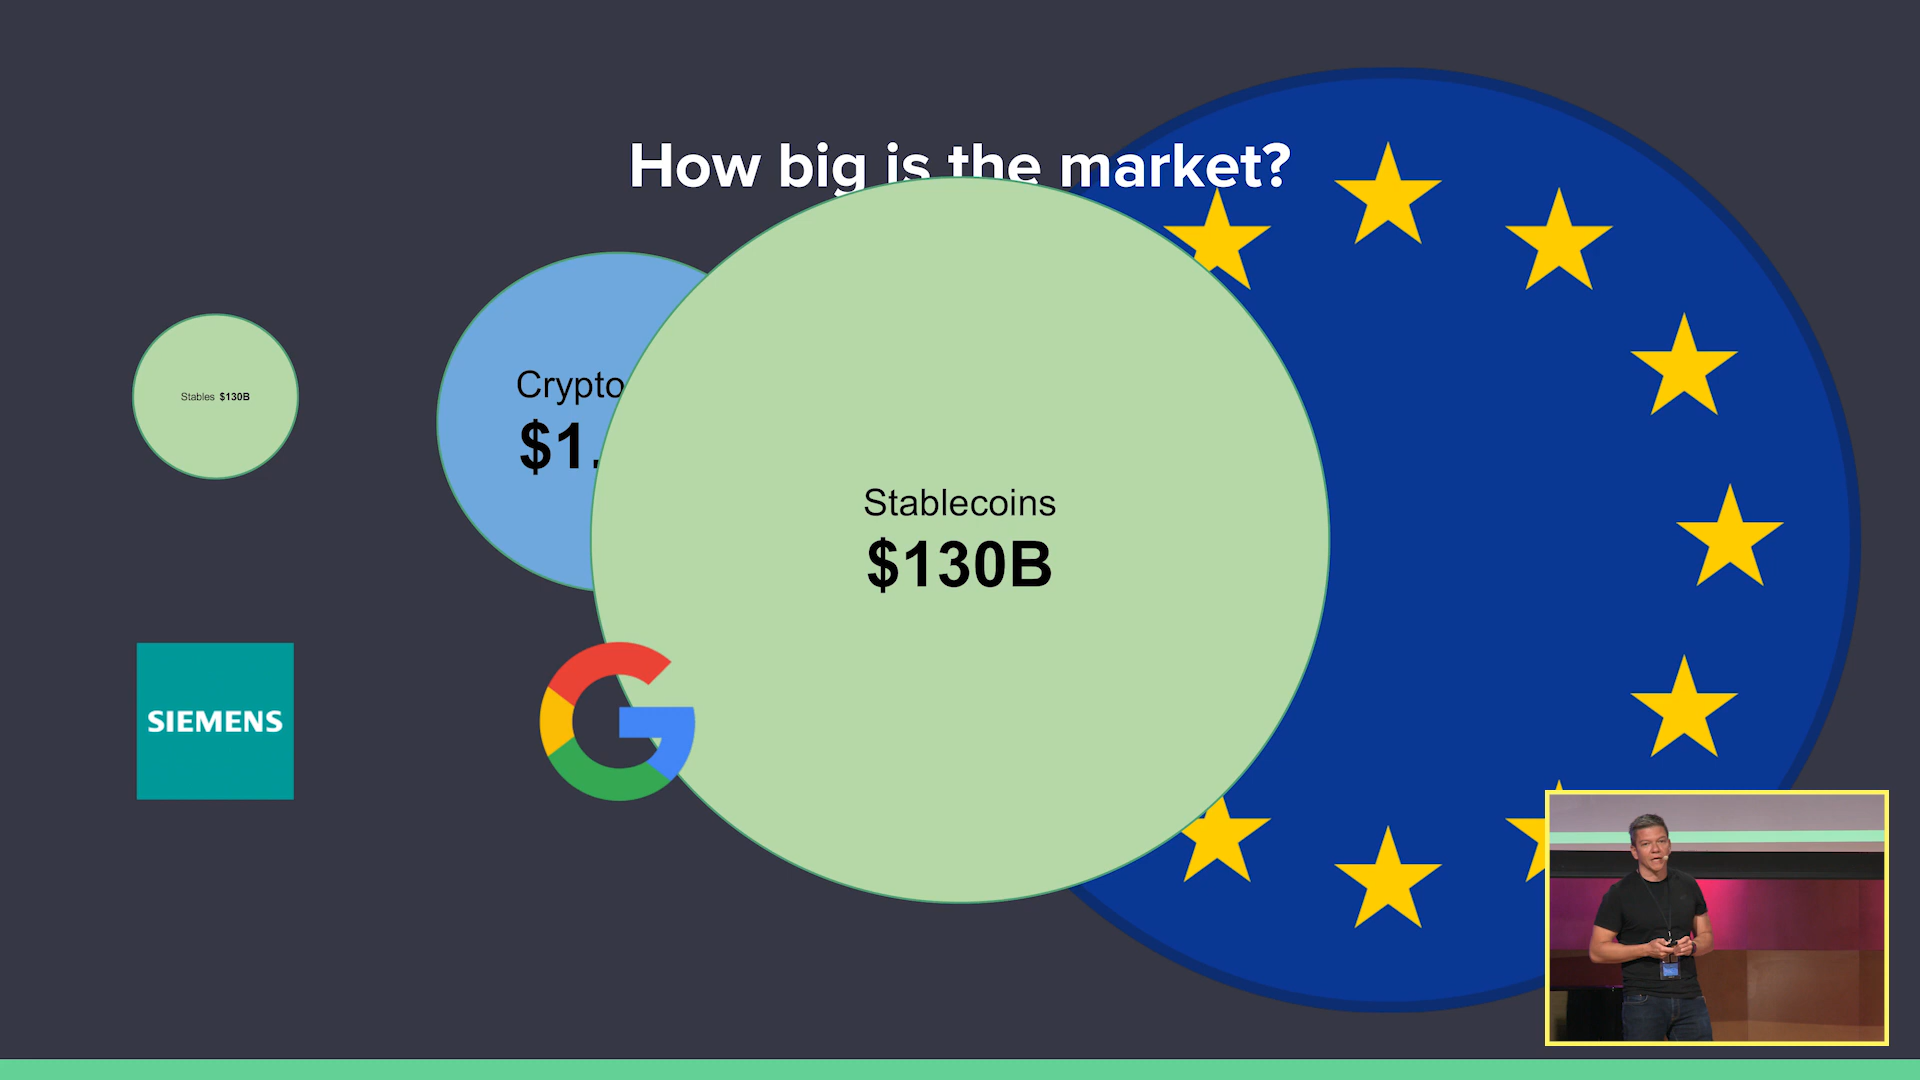 How big is the market?
Stables $130B
Crypto
$1.
Stablecoins
$130B
SIEMENS